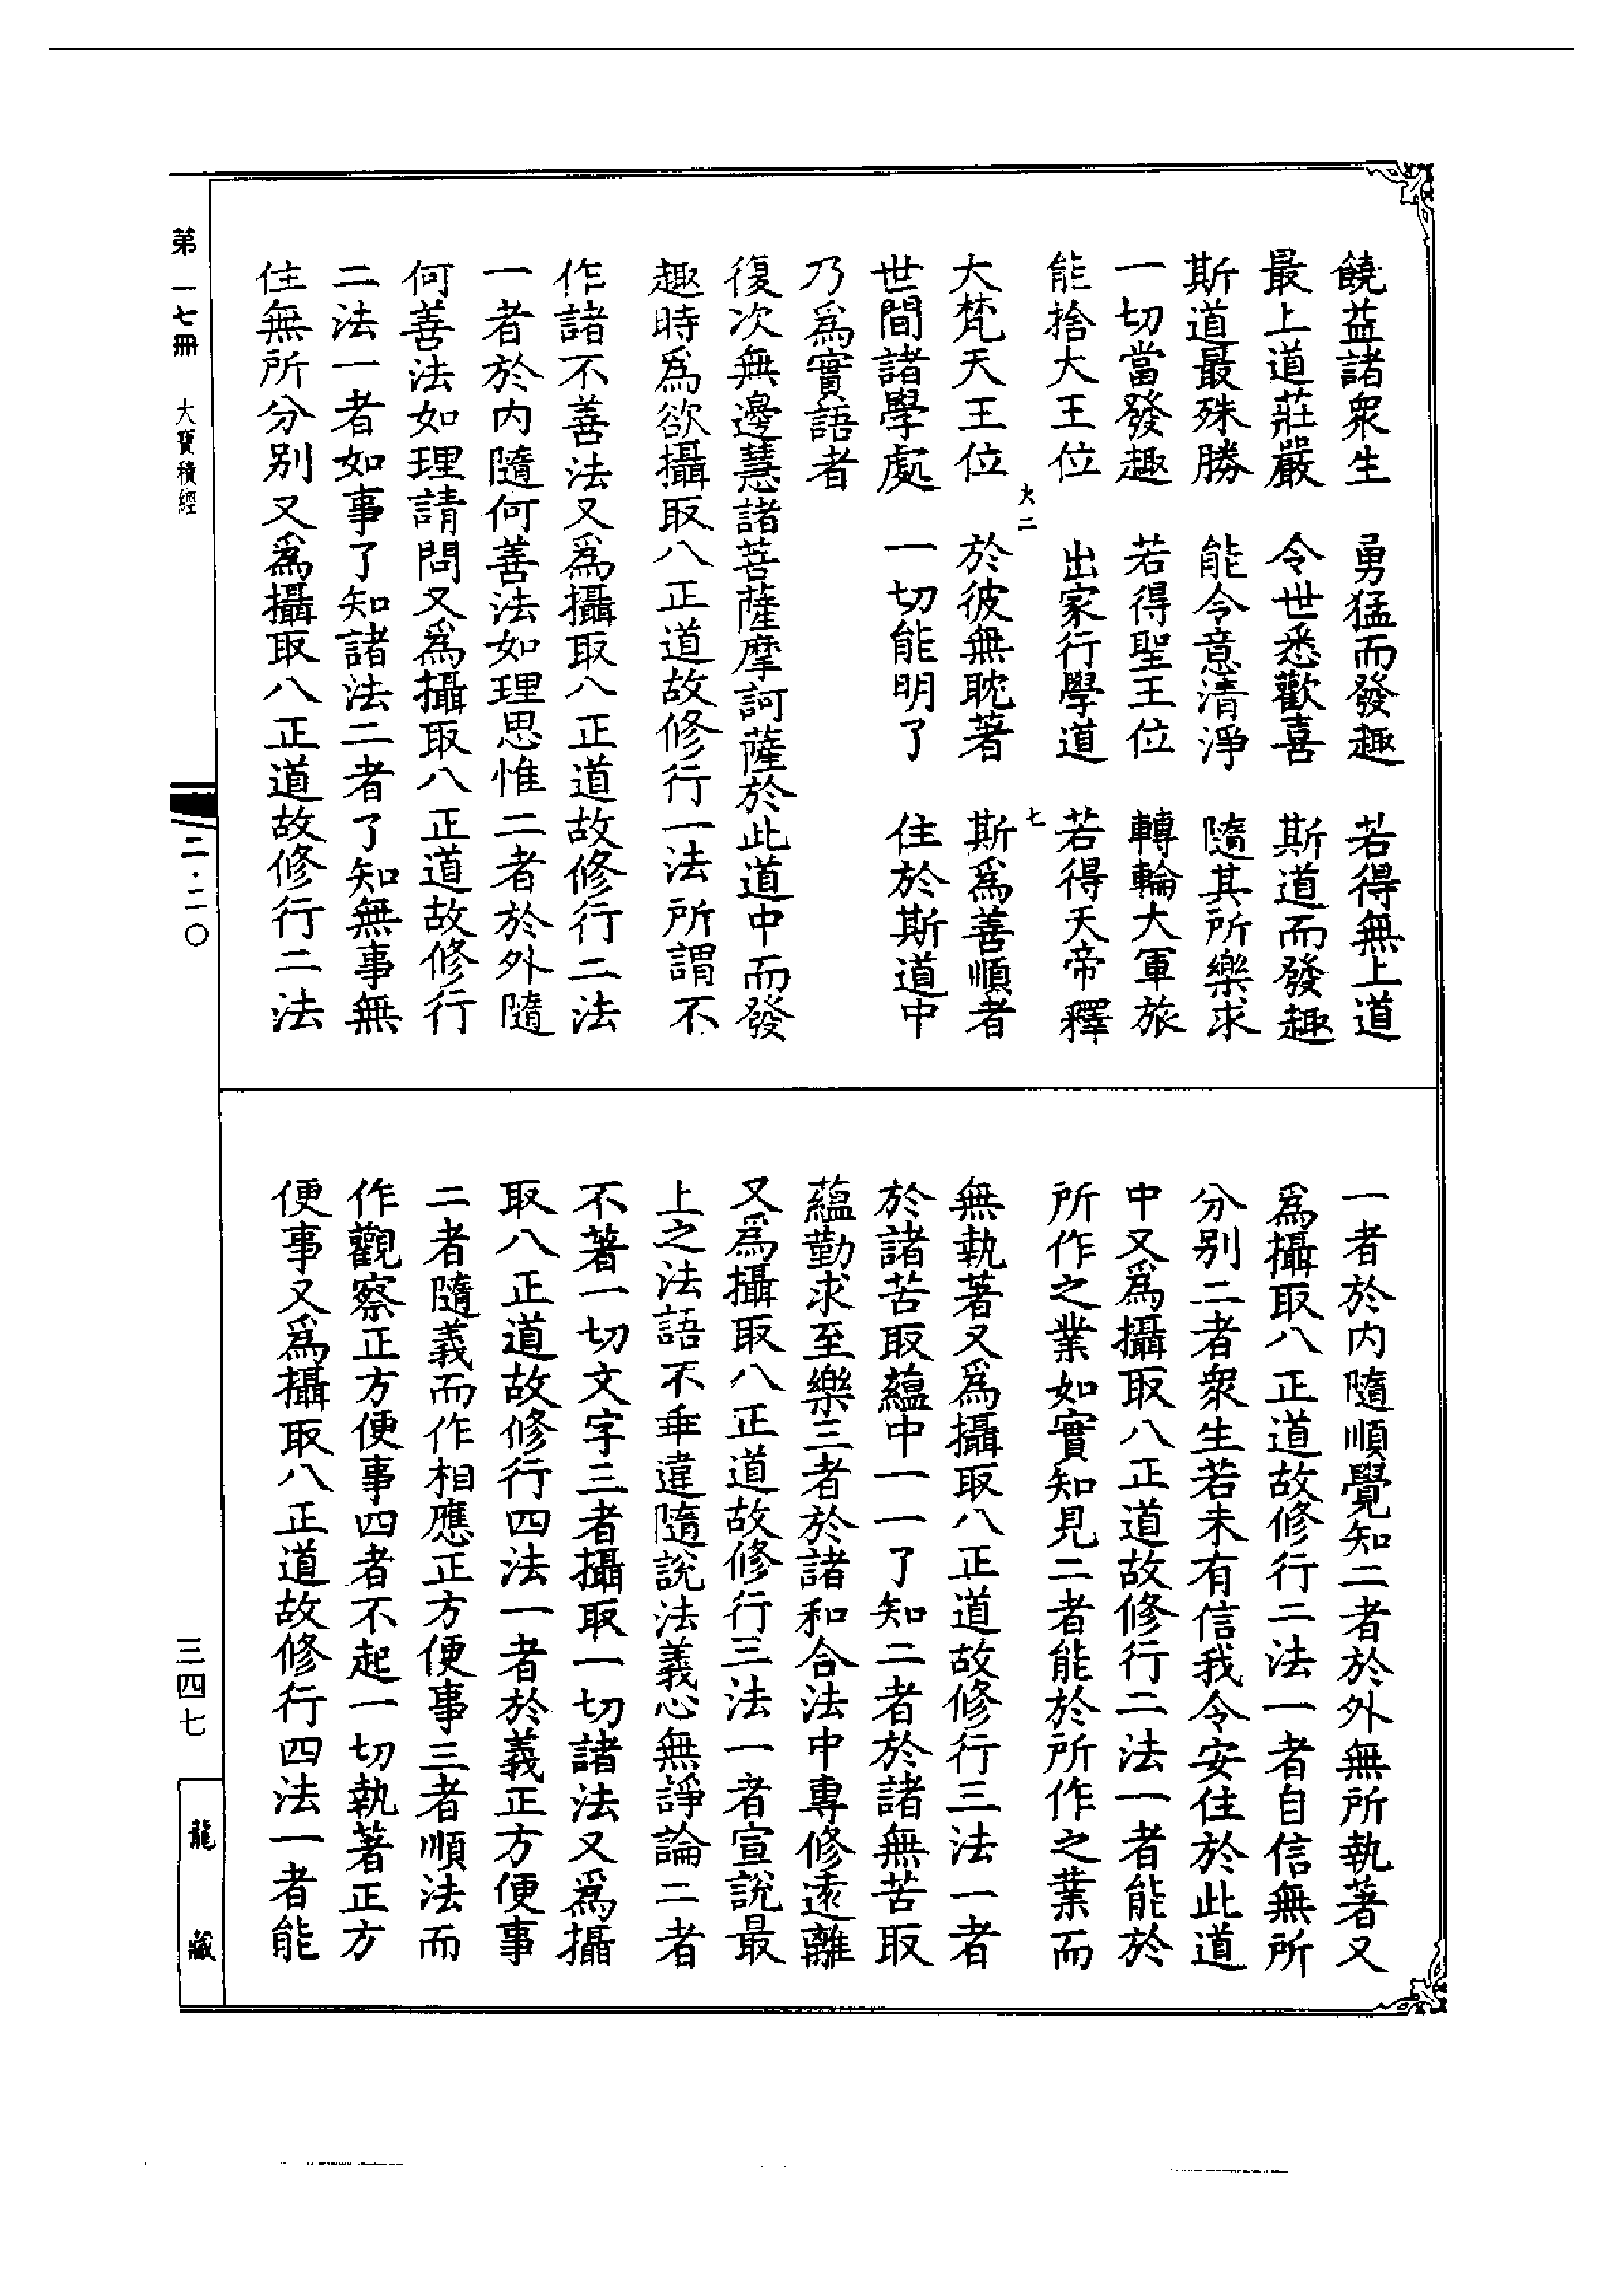 饒益諸衆生　勇猛而發趣　若得無上道
最上道莊嚴　令世悉歡喜　斯道而發趣
斯道最殊勝　能令意清淨　隨其所樂求
一切當發趣　若得聖王位　轉輪大軍旅
能捨大王位　出家行學道　若得天帝釋
大二　七
大梵天王位　於彼無耽著　斯爲善順者
世間諸學處　一切能明了　住於斯道中
乃爲實語者
復次無邊慧諸菩薩摩訶薩於此道中而發
趣時爲欲攝取八正道故修行一法所謂不
作諸不善法又爲攝取八正道故修行二法
一者於内隨何善法如理思惟二者於外隨
何善法如理請問又爲攝取八正道故修行
二法一者如事了知諸法二者了知無事無
住無所分别又爲攝取八正道故修行二法
一者於内隨順覺知二者於外無所執著又
爲攝取八正道故修行二法一者自信無所
分别二者衆生若未有信我令安住於此道
中又爲攝取八正道故修行二法一者能於
所作之業如實知見二者能於所作之業而
無執著又爲攝取八正道故修行三法一者
於諸苦取蘊中一一了知二者於諸無苦取
蘊勤求至樂三者於諸和合法中專修遠離
又爲攝取八正道故修行三法一者宣説最
上之法語不乖違隨説法義心無諍論二者
不著一切文字三者攝取一切諸法又爲攝
取八正道故修行四法一者於義正方便事
二者隨義而作相應正方便事三者順法而
作觀察正方便事四者不起一切執著正方
便事又爲攝取八正道故修行四法一者能
第一七冊　大寶積經
二·二〇
三四七
龍藏